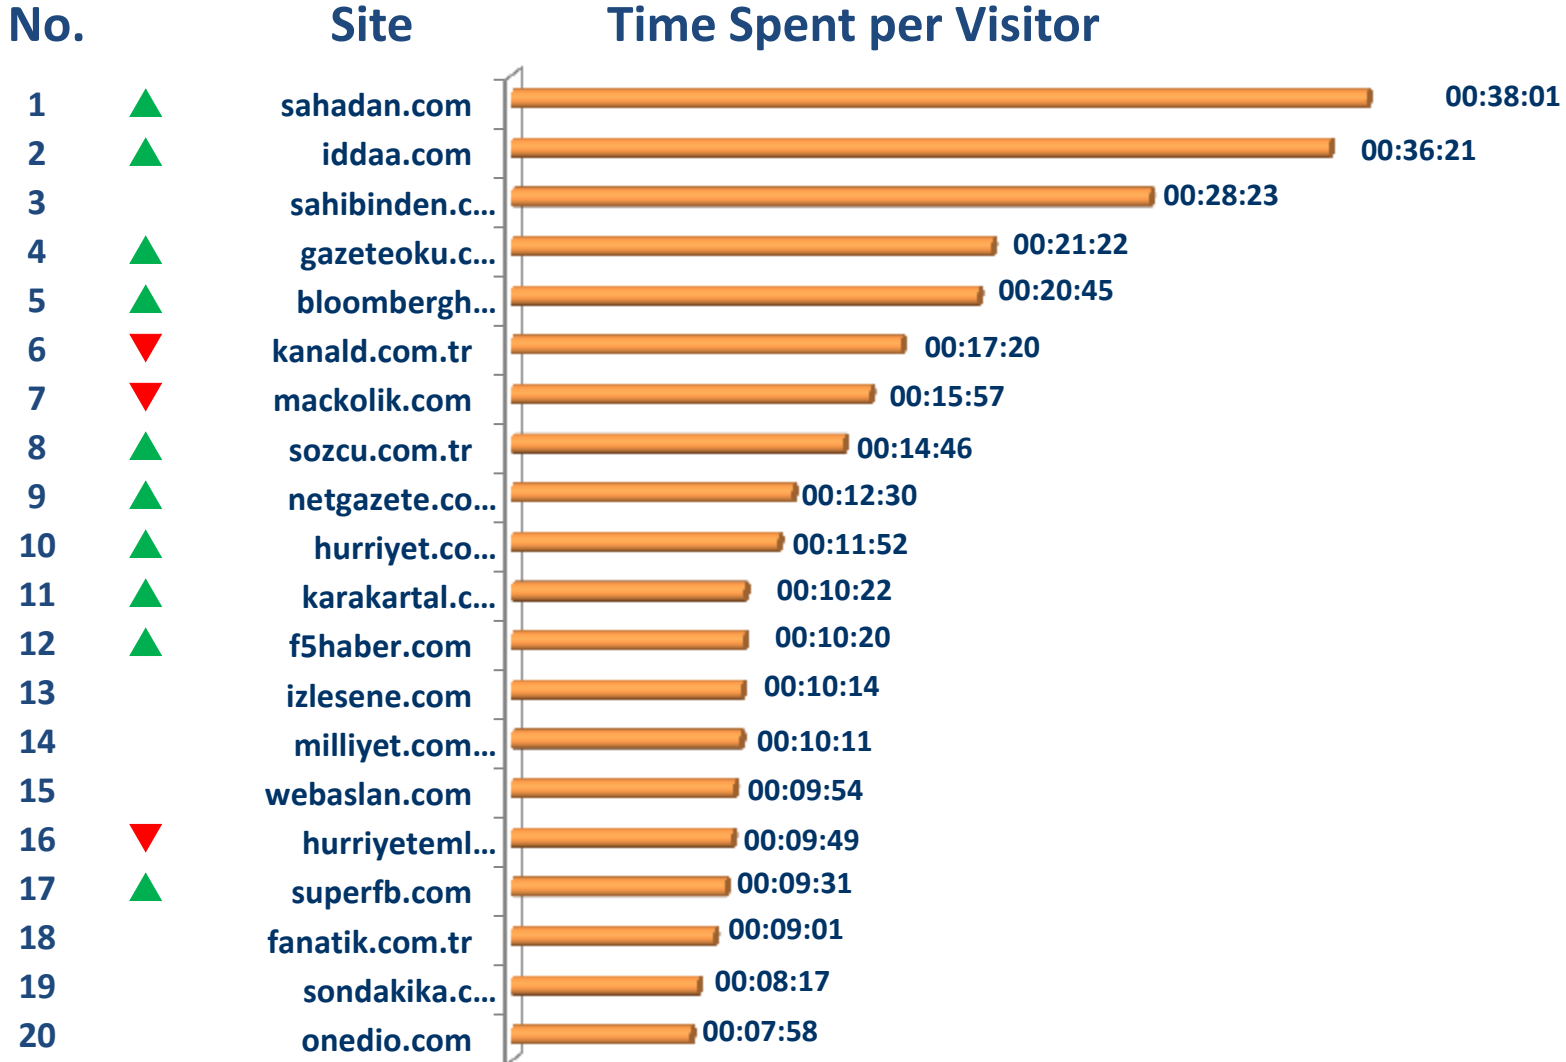 No. Site Time Spent per Visitor
1 sahadan.com 00:38:01
2 iddaa.com 00:36:21
3 sahibinden.c... 00:28:23
4 gazeteoku.c... 00:21:22
5 bloombergh... 00:20:45
6 kanald.com.tr 00:17:20
7 mackolik.com 00:15:57
8 sozcu.com.tr 00:14:46
9 netgazete.co... 00:12:30
10 hurriyet.co... 00:11:52
11 karakartal.c... 00:10:22
12 f5haber.com 00:10:20
13 izlesene.com 00:10:14
14 milliyet.com... 00:10:11
15 webaslan.com 00:09:54
16 hurriyeteml... 00:09:49
17 superfb.com 00:09:31
18 fanatik.com.tr 00:09:01
19 sondakika.c... 00:08:17
20 onedio.com 00:07:58